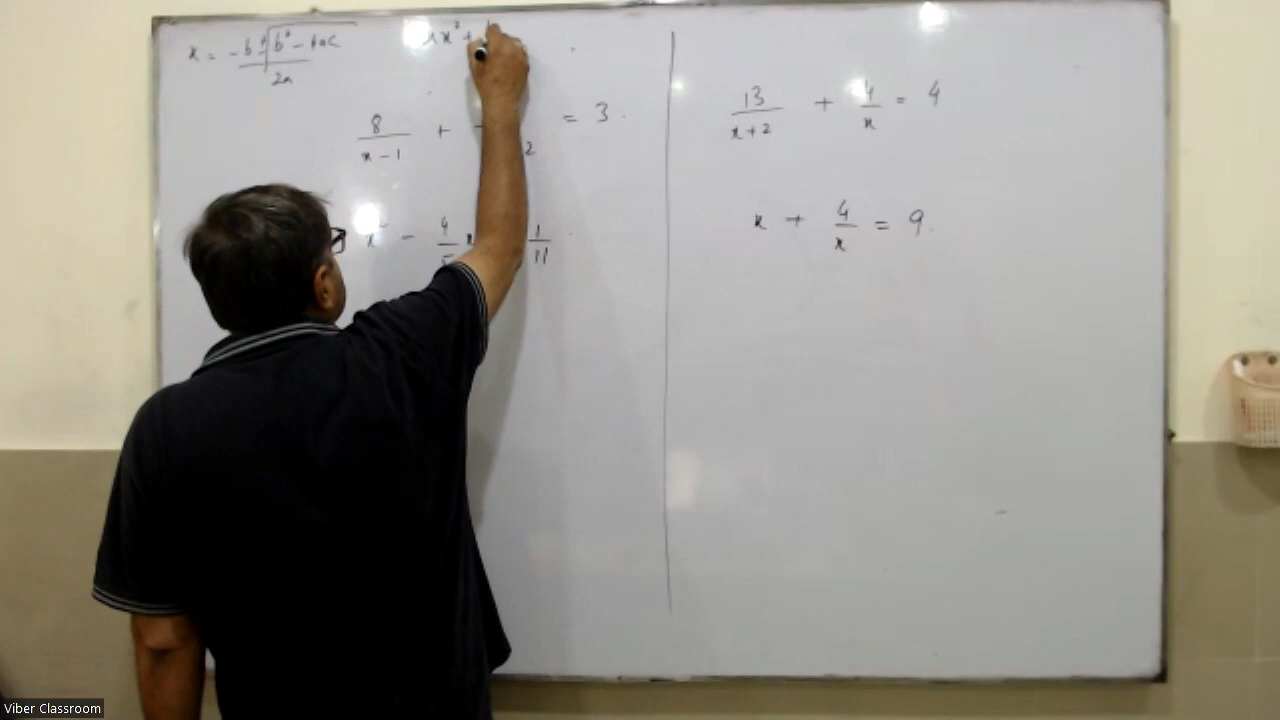 x = -b ± √b² - 4ac / 2a
ax² +
8/(x-1) + 2 = 3.
x² - 4/5 x 1/11
13/(x+2) + 4/x = 4
x + 4/x = 9.
Viber Classroom